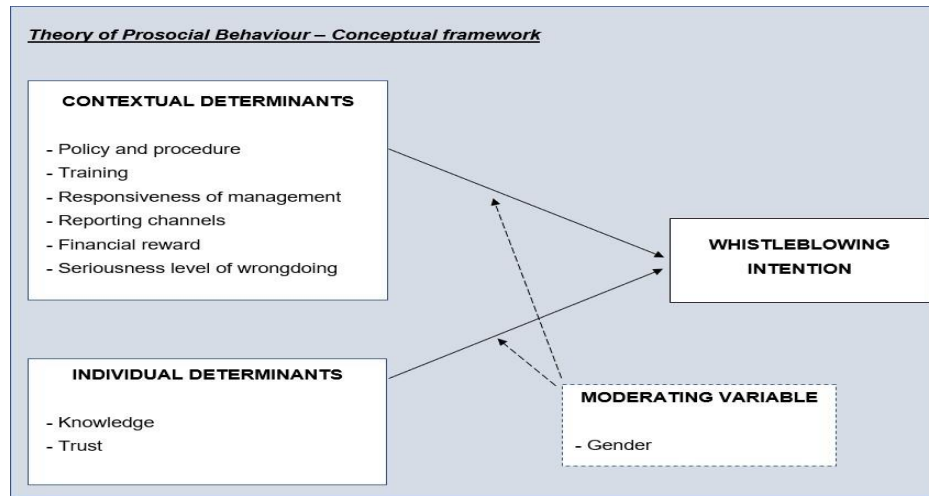 Theory of Prosocial Behaviour – Conceptual framework
CONTEXTUAL DETERMINANTS
- Policy and procedure
- Training
- Responsiveness of management
- Reporting channels
- Financial reward
- Seriousness level of wrongdoing
WHISTLEBLOWING
INTENTION
INDIVIDUAL DETERMINANTS
- Knowledge
- Trust
MODERATING VARIABLE
- Gender